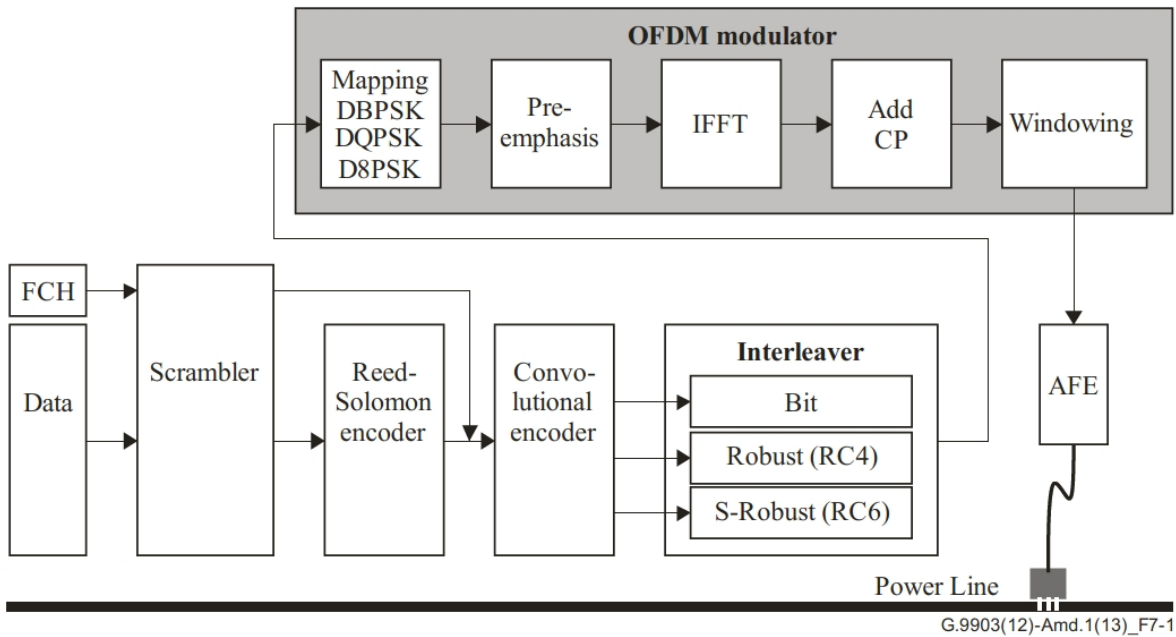 OFDM modulator
Mapping
DBPSK
DQPSK
D8PSK
Pre-
emphasis
IFFT
Add
CP
Windowing
FCH
Data
Scrambler
Reed-
Solomon
encoder
Convo-
lutional
encoder
Interleaver
Bit
Robust (RC4)
S-Robust (RC6)
AFE
Power Line
G.9903(12)-Amd.1(13)_F7-1